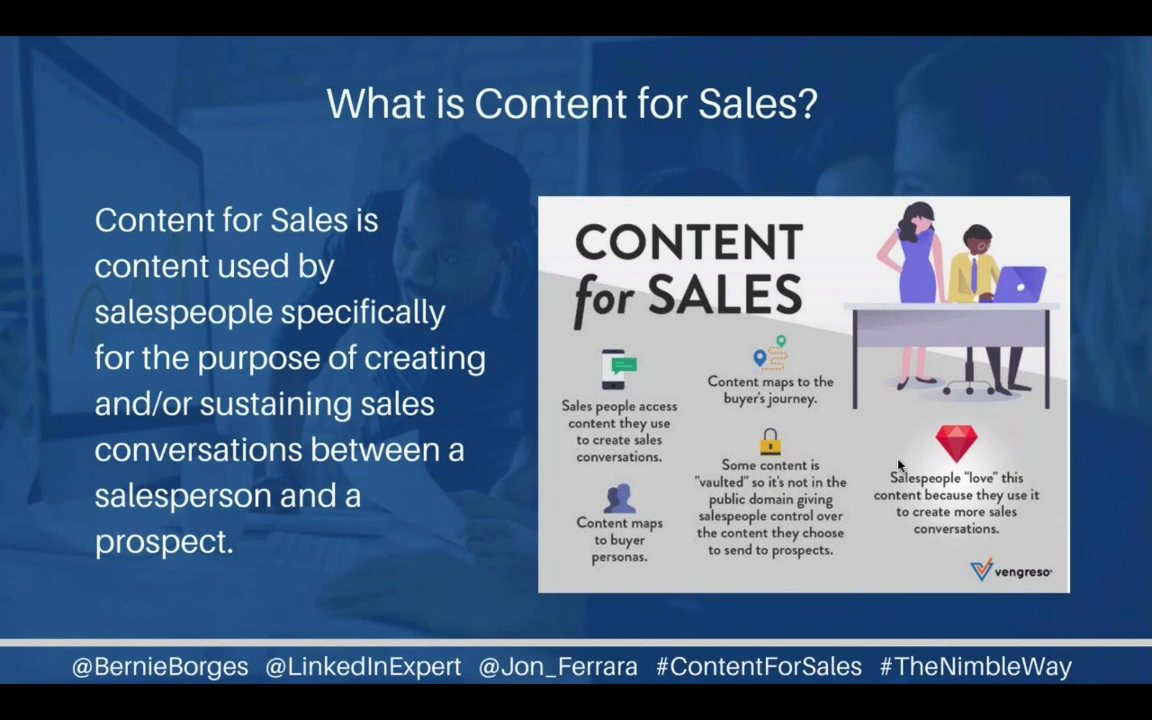 What is Content for Sales?
Content for Sales is
content used by
salespeople specifically
for the purpose of creating
and/or sustaining sales
conversations between a
salesperson and a
prospect.
CONTENT
for SALES
Sales people access
content they use
to create sales
conversations.
Content maps
to buyer
personas.
Content maps to the
buyer's journey.
Some content is
"vaulted" so it's not in the
public domain giving
salespeople control over
the content they choose
to send to prospects.
Salespeople "love" this
content because they use it
to create more sales
conversations.
vengreso
@BernieBorges @LinkedInExpert @Jon_Ferrara #ContentForSales #TheNimbleWay